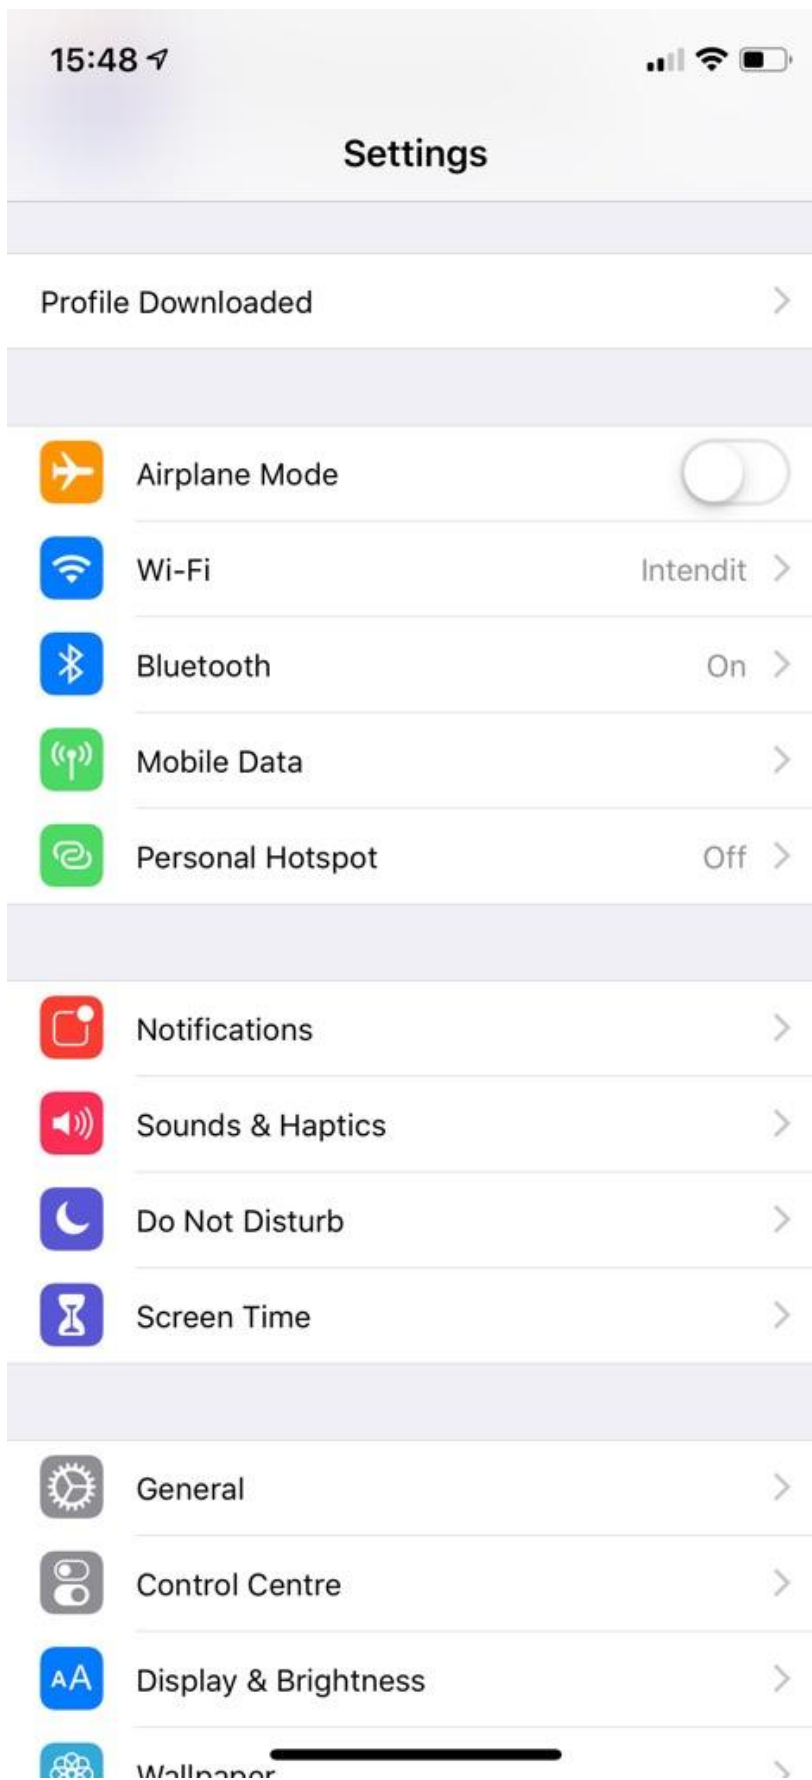 15:48
Settings
Profile Downloaded
Airplane Mode
Wi-Fi Intendit
Bluetooth On
Mobile Data
Personal Hotspot Off
Notifications
Sounds & Haptics
Do Not Disturb
Screen Time
General
Control Centre
AA Display & Brightness
Wallpaper